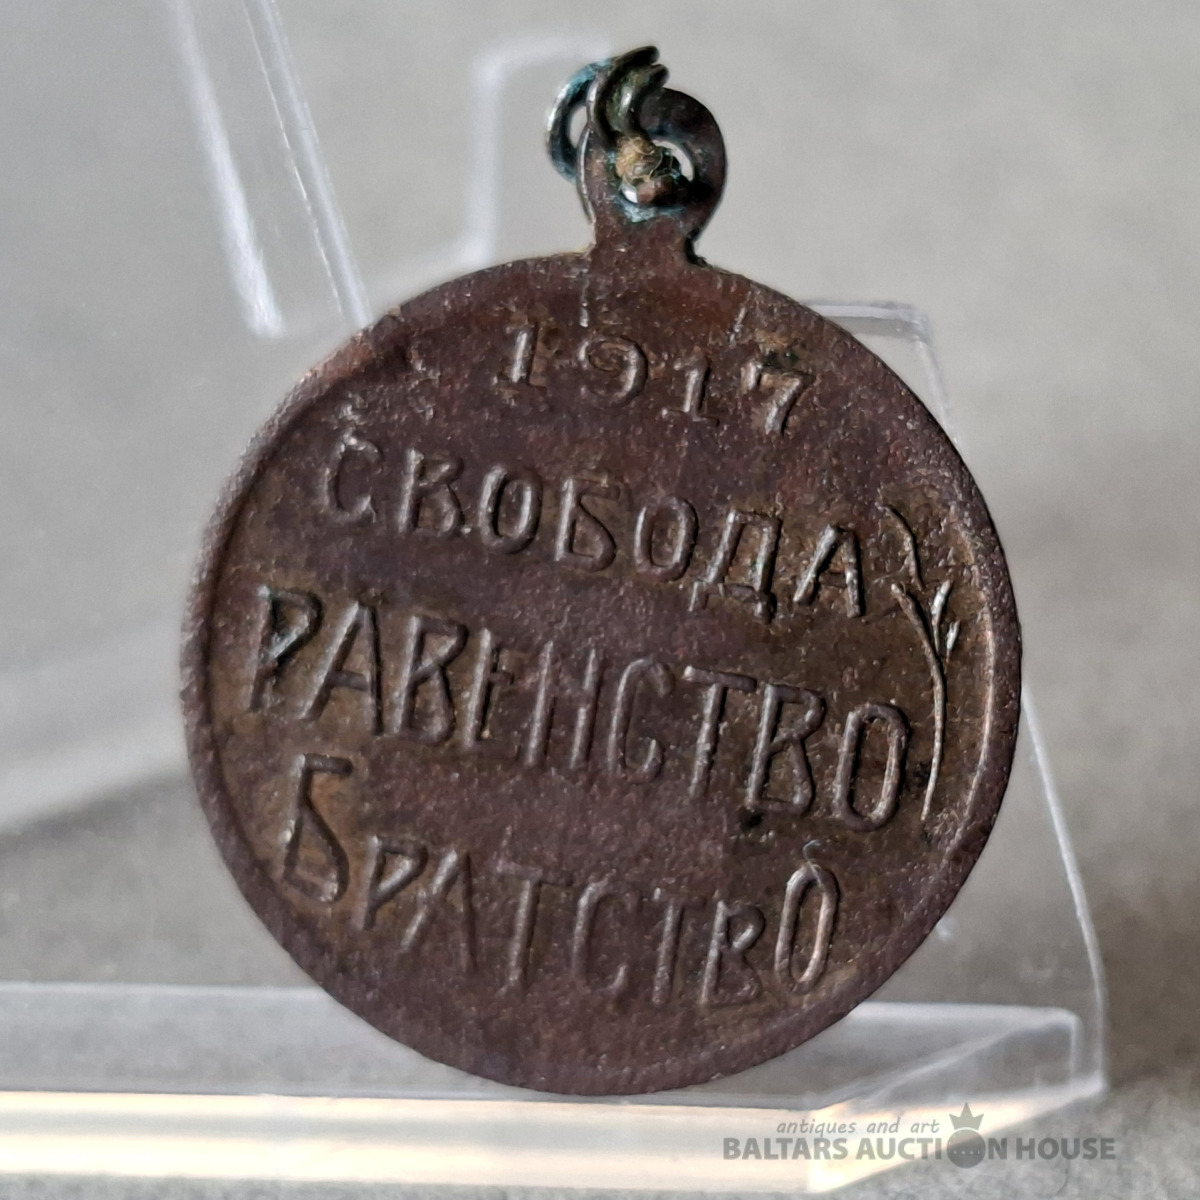 1917
СВОБОДА
РАВЕНСТВО
БРАТСТВО
antiques and art
BALTARS AUCTION HOUSE